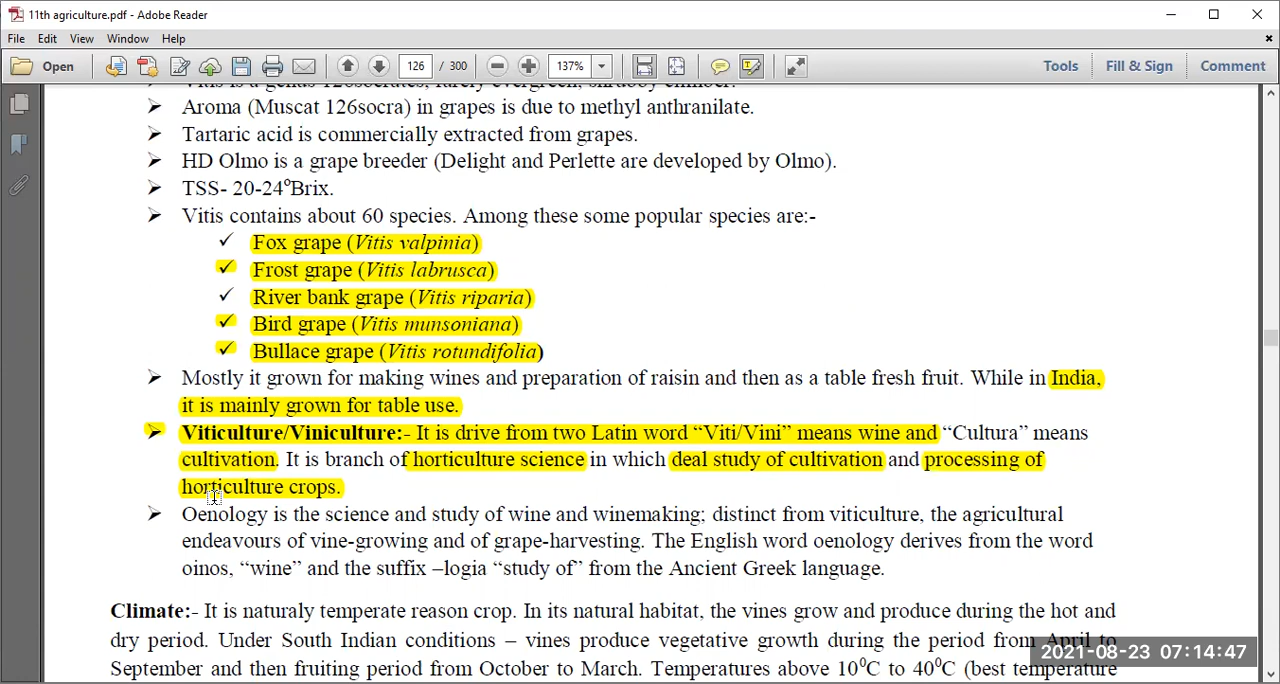 11th agriculture.pdf - Adobe Reader
File Edit View Window Help
Open 126 / 300 137% Tools Fill & Sign Comment
Vitis is a genus 126socrates, rarely evergreen, shrubby climber.
➤ Aroma (Muscat 126socra) in grapes is due to methyl anthranilate.
➤ Tartaric acid is commercially extracted from grapes.
➤ HD Olmo is a grape breeder (Delight and Perlette are developed by Olmo).
➤ TSS- 20-24⁰Brix.
➤ Vitis contains about 60 species. Among these some popular species are:-
✓ Fox grape (Vitis valpinia)
✓ Frost grape (Vitis labrusca)
✓ River bank grape (Vitis riparia)
✓ Bird grape (Vitis munsoniana)
✓ Bullace grape (Vitis rotundifolia)
➤ Mostly it grown for making wines and preparation of raisin and then as a table fresh fruit. While in India,
it is mainly grown for table use.
➤ Viticulture/Viniculture:- It is drive from two Latin word “Viti/Vini” means wine and “Cultura” means
cultivation. It is branch of horticulture science in which deal study of cultivation and processing of
horticulture crops.
➤ Oenology is the science and study of wine and winemaking; distinct from viticulture, the agricultural
endeavours of vine-growing and of grape-harvesting. The English word oenology derives from the word
oinos, “wine” and the suffix –logia “study of” from the Ancient Greek language.
Climate:- It is naturaly temperate reason crop. In its natural habitat, the vines grow and produce during the hot and
dry period. Under South Indian conditions – vines produce vegetative growth during the period from April to
September and then fruiting period from October to March. Temperatures above 10⁰C to 40⁰C (best temperature
2021-08-23 07:14:47